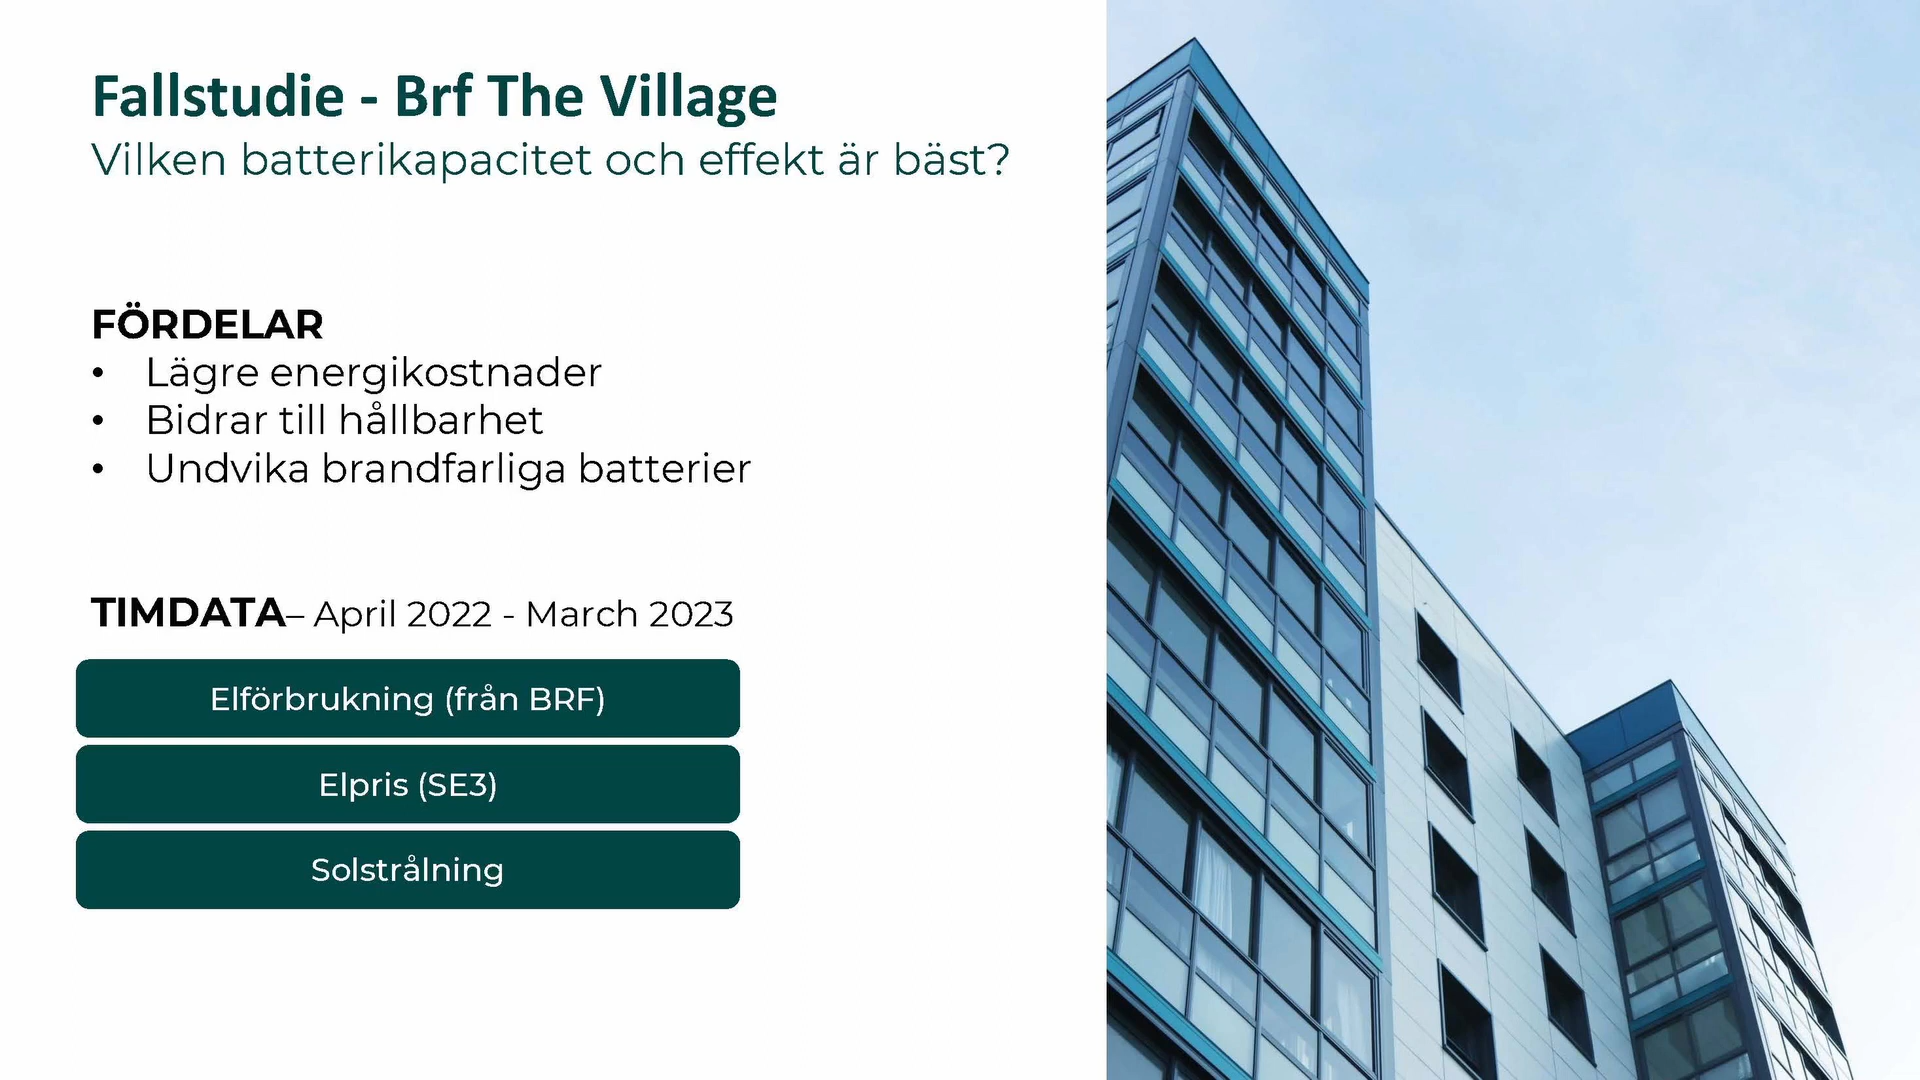 Fallstudie - Brf The Village
Vilken batterikapacitet och effekt är bäst?
FÖRDELAR
• Lägre energikostnader
• Bidrar till hållbarhet
• Undvika brandfarliga batterier
TIMDATA– April 2022 - March 2023
Elförbrukning (från BRF)
Elpris (SE3)
Solstrålning